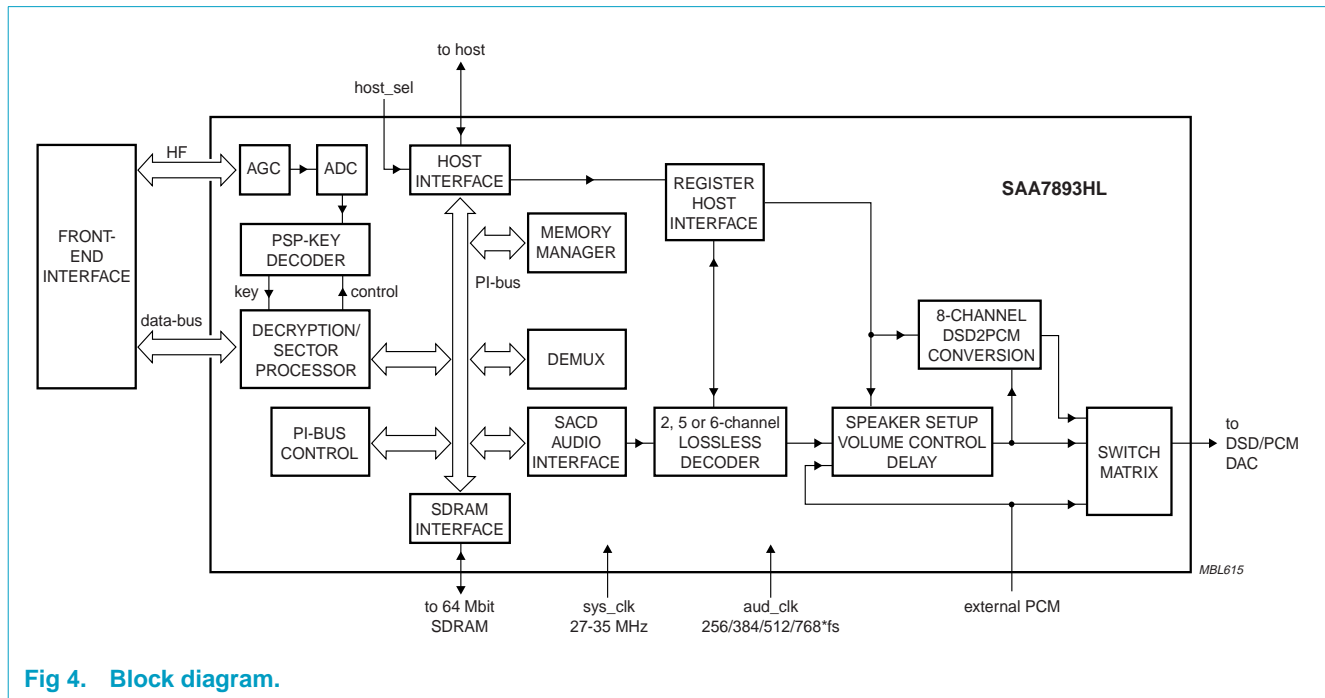 to host
host_sel
HF
AGC
ADC
HOST
INTERFACE
REGISTER
HOST
INTERFACE
SAA7893HL
FRONT-
END
INTERFACE
PSP-KEY
DECODER
MEMORY
MANAGER
key
control
PI-bus
data-bus
DECRYPTION/
SECTOR
PROCESSOR
DEMUX
8-CHANNEL
DSD2PCM
CONVERSION
PI-BUS
CONTROL
SACD
AUDIO
INTERFACE
2, 5 or 6-channel
LOSSLESS
DECODER
SPEAKER SETUP
VOLUME CONTROL
DELAY
SWITCH
MATRIX
to
DSD/PCM
DAC
SDRAM
INTERFACE
MBL615
to 64 Mbit
SDRAM
sys_clk
27-35 MHz
aud_clk
256/384/512/768*fs
external PCM
Fig 4. Block diagram.